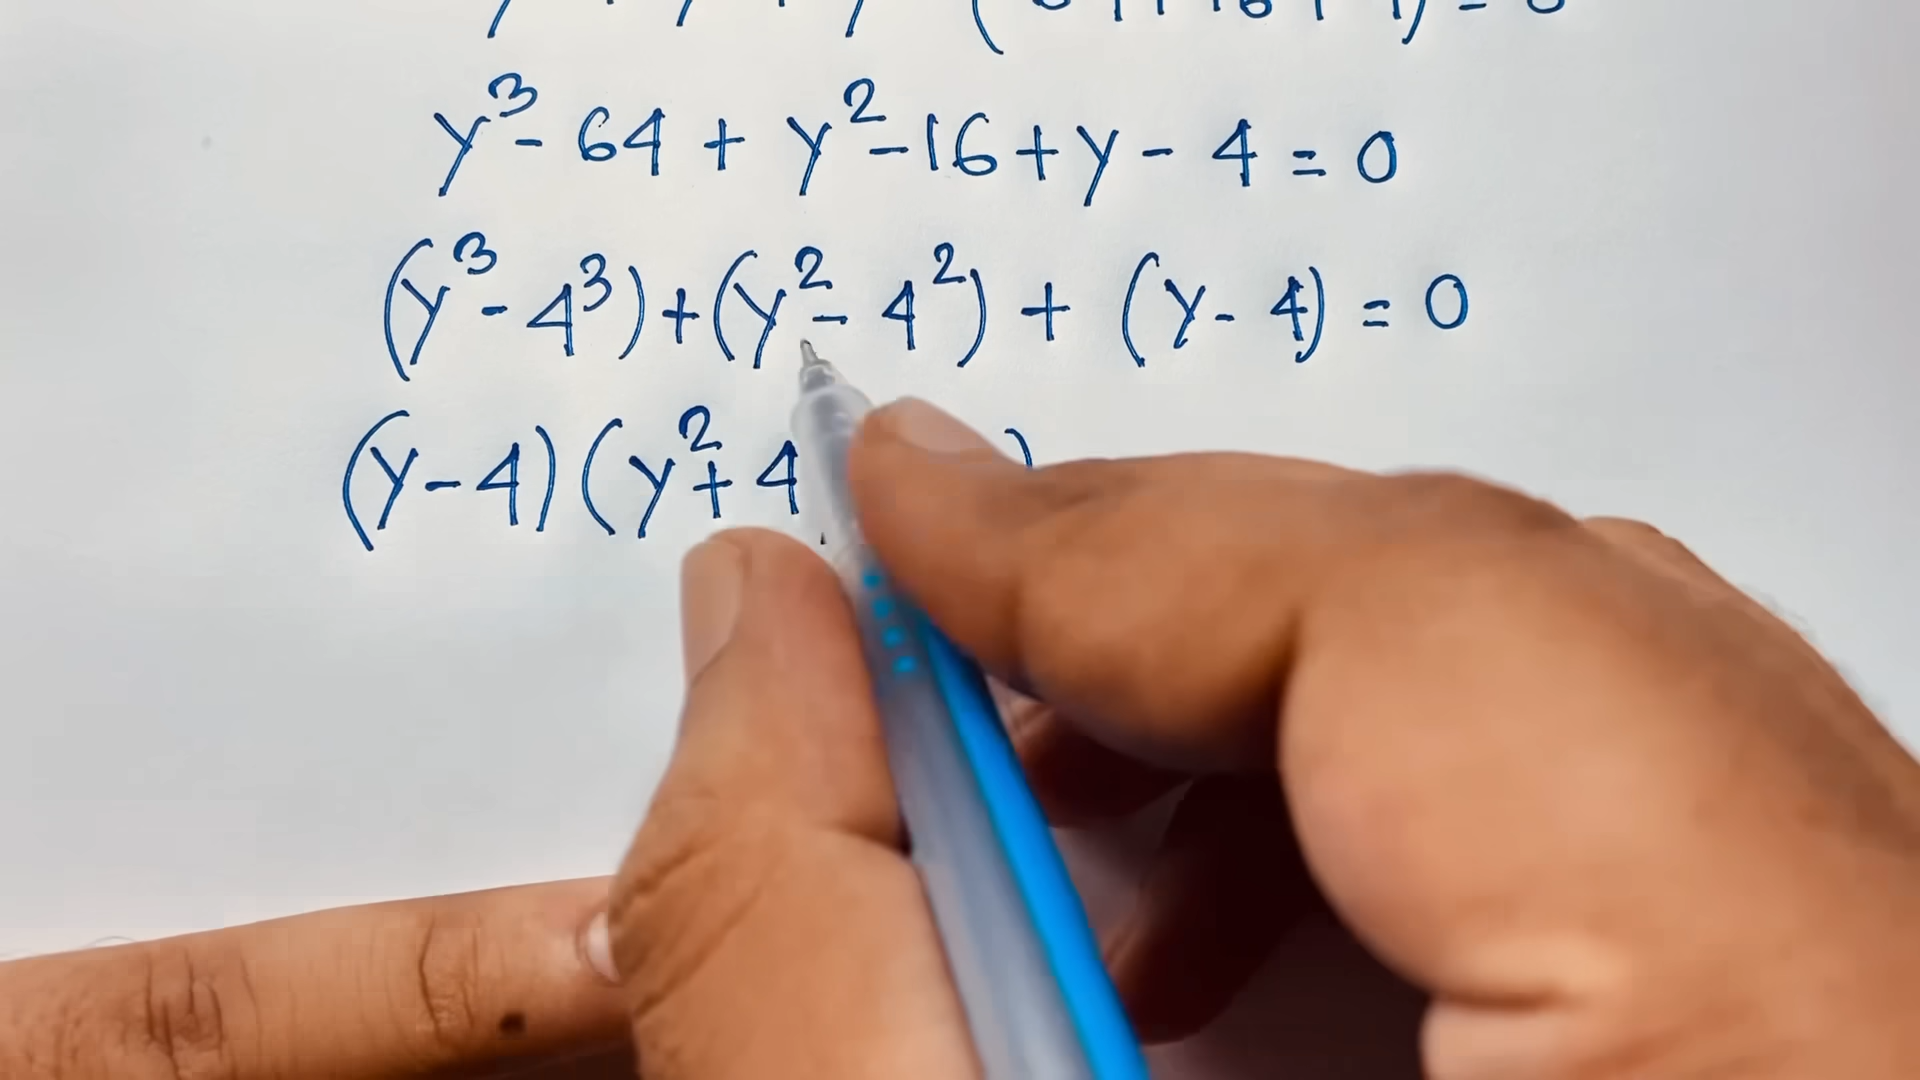 y³ - 64 + y² - 16 + y - 4 = 0
(y³ - 4³) + (y² - 4²) + (y - 4) = 0
(y - 4)(y² + 4 )